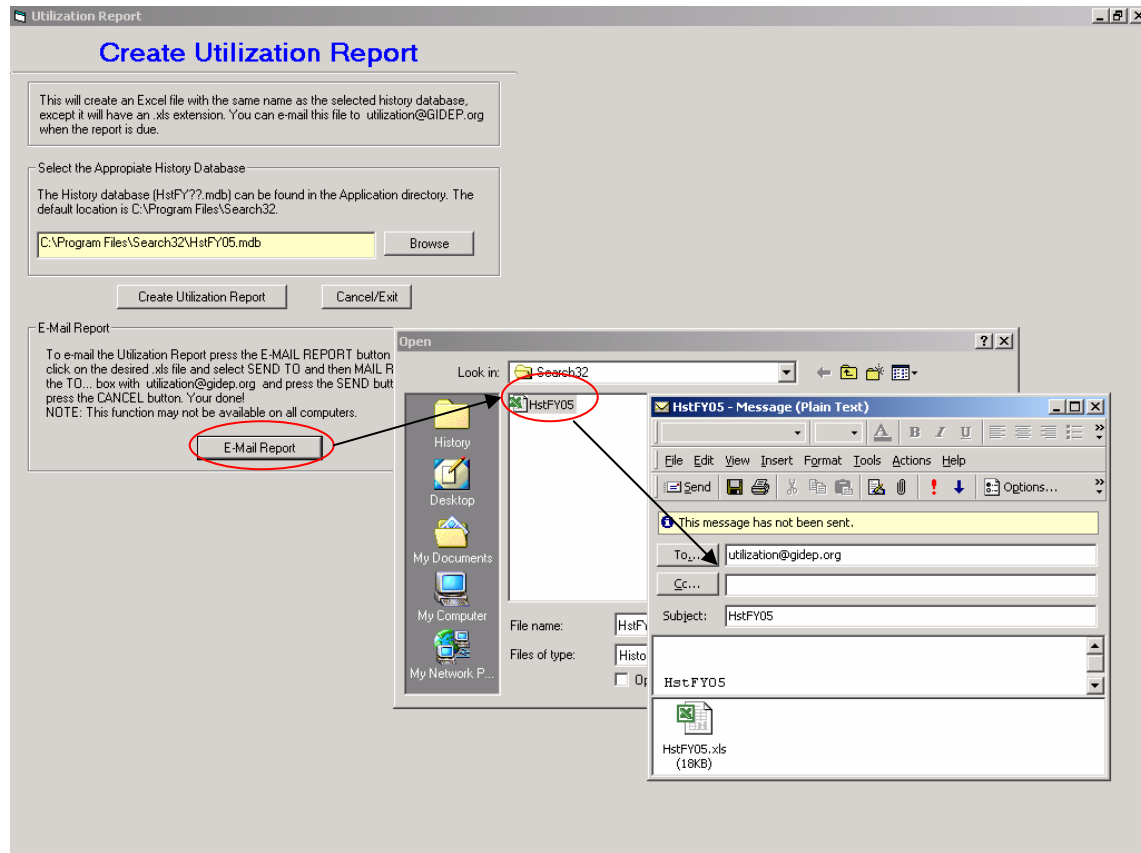 Utilization Report
Create Utilization Report
This will create an Excel file with the same name as the selected history database,
except it will have an .xls extension. You can e-mail this file to utilization@GIDEP.org
when the report is due.
Select the Appropiate History Database
The History database (HstFY??.mdb) can be found in the Application directory. The
default location is C:\Program Files\Search32.
C:\Program Files\Search32\HstFY05.mdb
Browse
Create Utilization Report
Cancel/Exit
E-Mail Report
To e-mail the Utilization Report press the E-MAIL REPORT button
click on the desired .xls file and select SEND TO and then MAIL R
the TO... box with utilization@gidep.org and press the SEND butt
press the CANCEL button. Your done!
NOTE: This function may not be available on all computers.
E-Mail Report
Open
Look in:
Search32
HstFY05
History
Desktop
My Documents
My Computer
My Network P...
File name:
HstFY
Files of type:
Histo
Op
HstFY05 - Message (Plain Text)
A B I U
File Edit View Insert Format Tools Actions Help
Send
Options...
This message has not been sent.
To...
utilization@gidep.org
Cc...
Subject:
HstFY05
HstFY05
HstFY05.xls
(18KB)